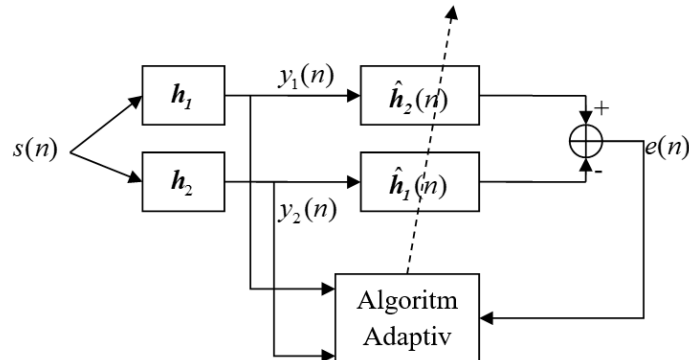 h₁
y₁(n)
ĥ₂(n)
+
s(n)
e(n)
h₂
y₂(n)
ĥ₁(n)
-
Algoritm
Adaptiv